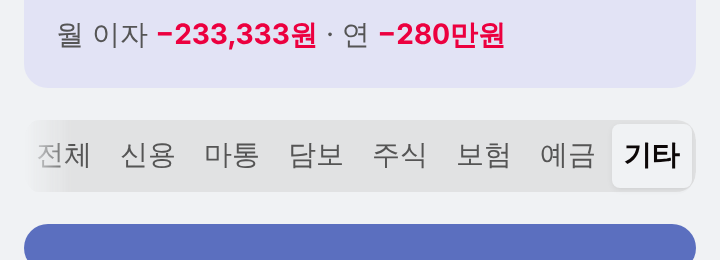 월 이자 −233,333원 · 연 −280만원
전체 신용 마통 담보 주식 보험 예금 기타